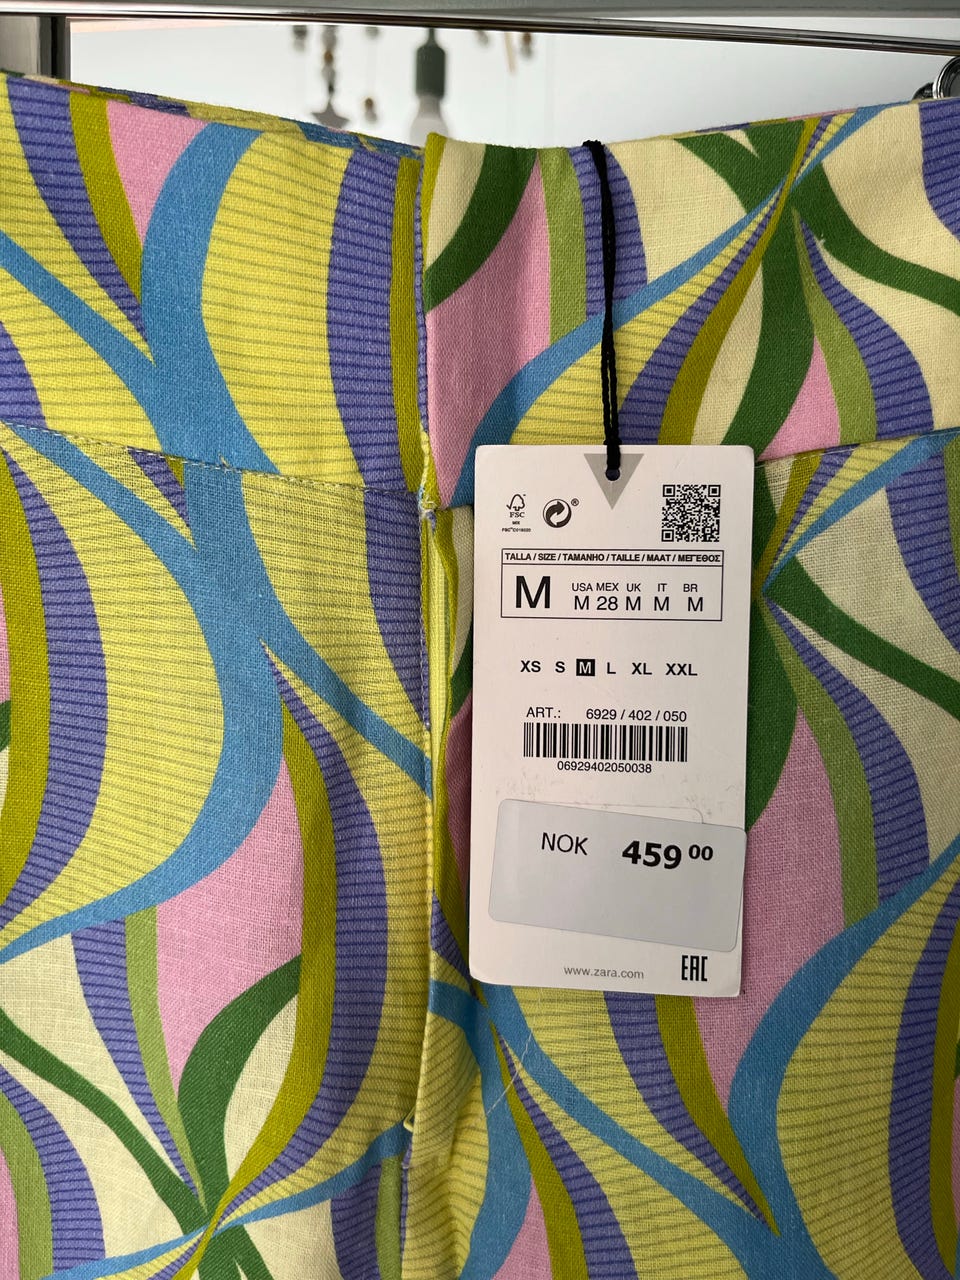 FSC
MIX
®
TALLA / SIZE / TAMANHO / TAILLE / MAAT / ΜΕΓΕΘΟΣ
M
USA MEX UK IT BR
M 28 M M M
XS S M L XL XXL
ART.: 6929 / 402 / 050
06929402050038
NOK 459 00
www.zara.com
EAC